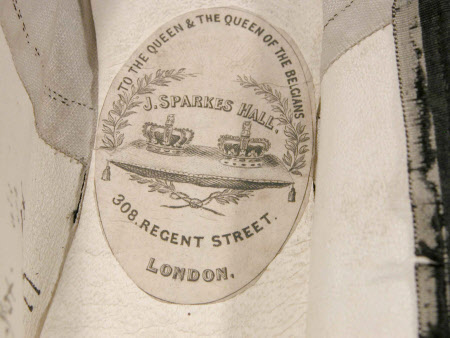 TO THE QUEEN & THE QUEEN OF THE BELGIANS
J. SPARKES HALL.
308. REGENT STREET.
LONDON.